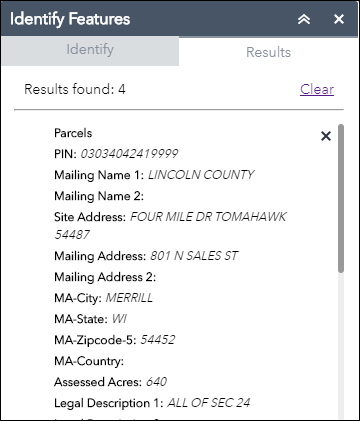 Identify Features
Identify
Results
Results found: 4
Clear
Parcels
PIN: 03034042419999
Mailing Name 1: LINCOLN COUNTY
Mailing Name 2:
Site Address: FOUR MILE DR TOMAHAWK
54487
Mailing Address: 801 N SALES ST
Mailing Address 2:
MA-City: MERRILL
MA-State: WI
MA-Zipcode-5: 54452
MA-Country:
Assessed Acres: 640
Legal Description 1: ALL OF SEC 24